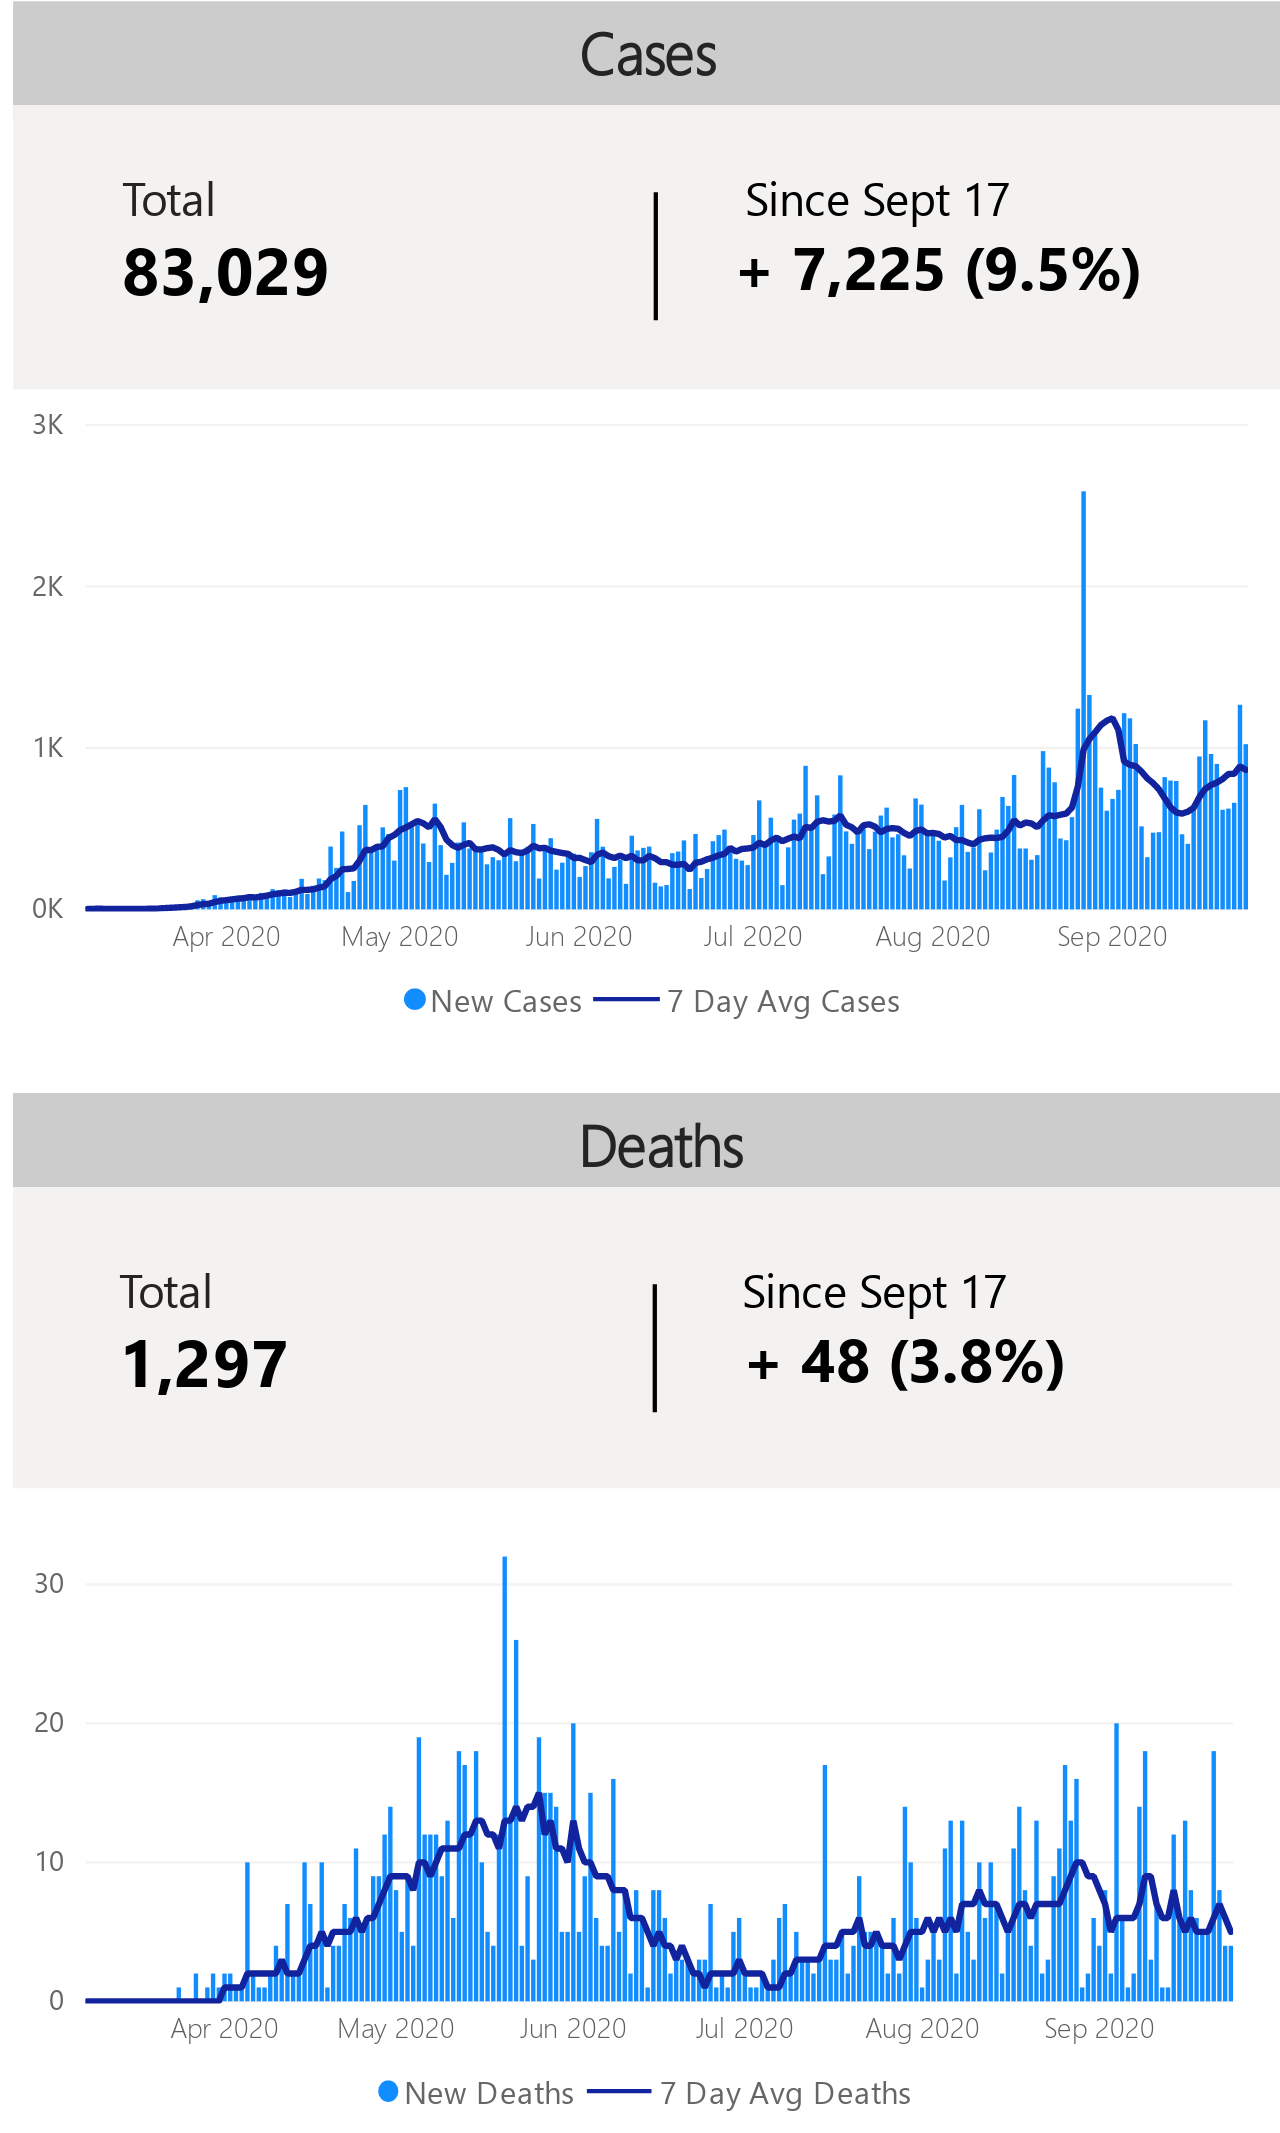 Cases
Total
Since Sept 17
83,029
+ 7,225 (9.5%)
3K
2K
1K
0K
Apr 2020 May 2020 Jun 2020 Jul 2020 Aug 2020 Sep 2020
New Cases 7 Day Avg Cases
Deaths
Total
Since Sept 17
1,297
+ 48 (3.8%)
30
20
10
0
Apr 2020 May 2020 Jun 2020 Jul 2020 Aug 2020 Sep 2020
New Deaths 7 Day Avg Deaths